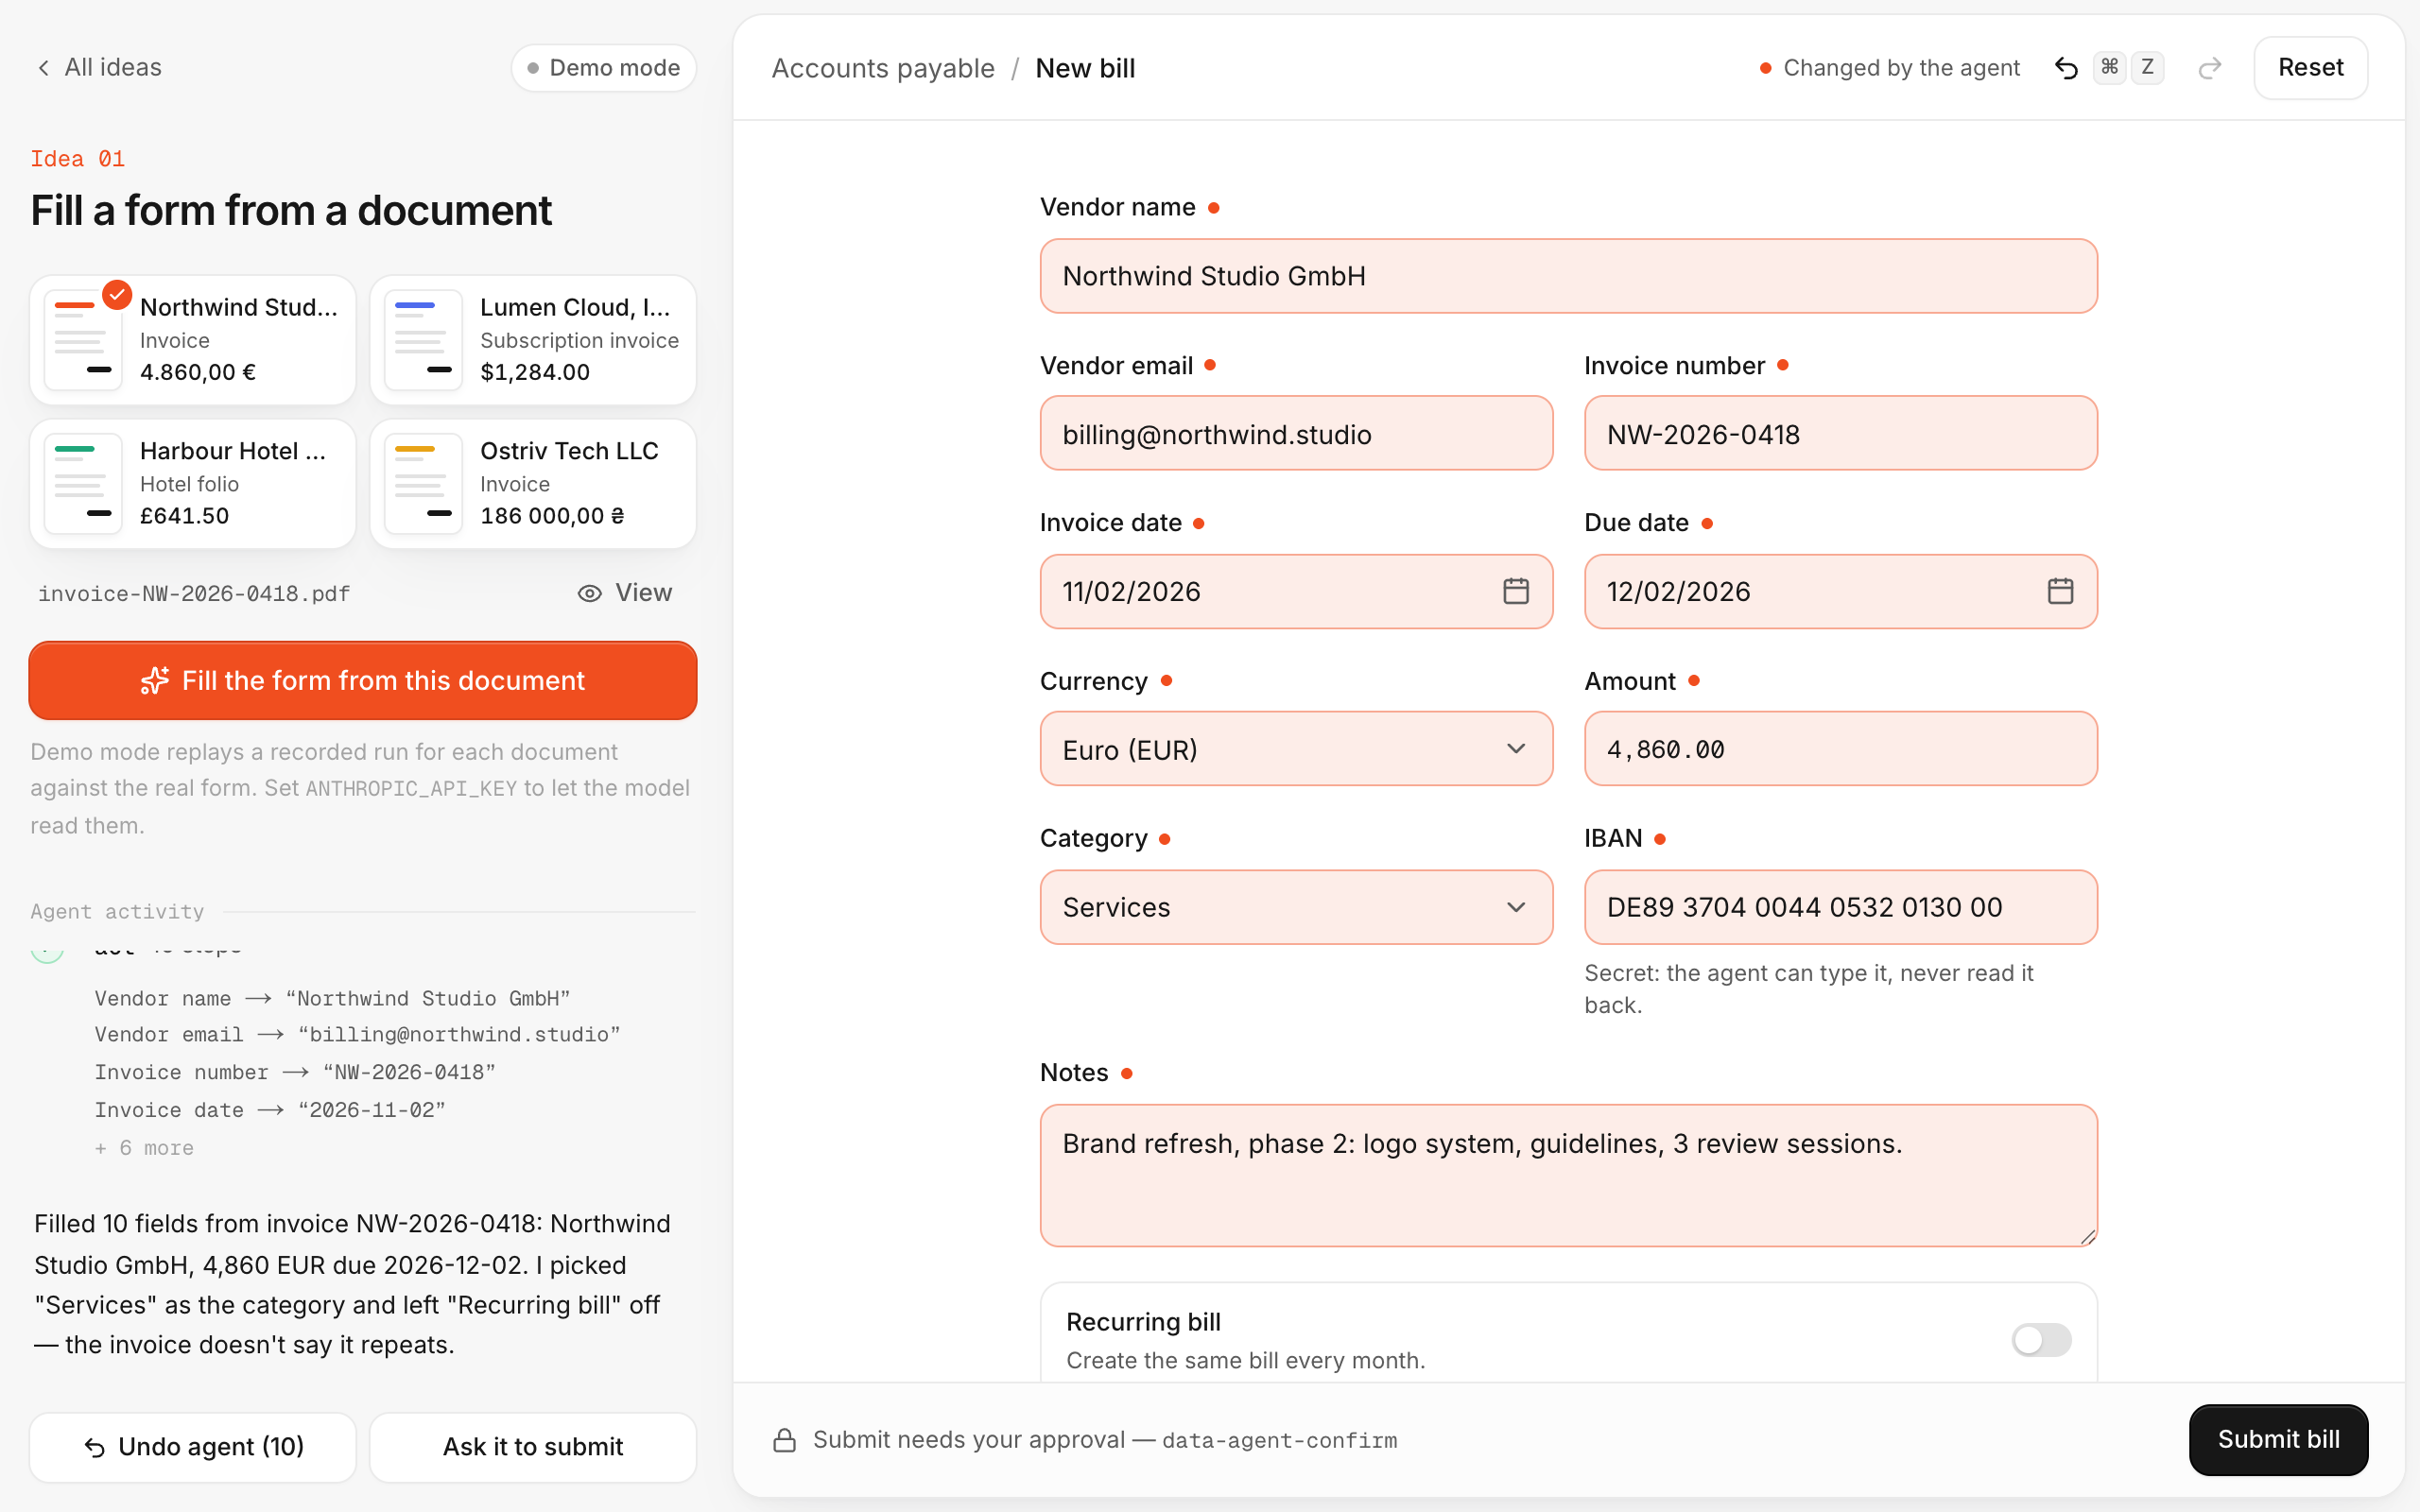 All ideas
Demo mode
Idea 01
Fill a form from a document
Northwind Stud...
Invoice
4.860,00 €
Lumen Cloud, I...
Subscription invoice
$1,284.00
Harbour Hotel ...
Hotel folio
£641.50
Ostriv Tech LLC
Invoice
186 000,00 ₴
invoice-NW-2026-0418.pdf
View
Fill the form from this document
Demo mode replays a recorded run for each document
against the real form. Set ANTHROPIC_API_KEY to let the model
read them.
Agent activity
Vendor name → “Northwind Studio GmbH”
Vendor email → “billing@northwind.studio”
Invoice number → “NW-2026-0418”
Invoice date → “2026-11-02”
+ 6 more
Filled 10 fields from invoice NW-2026-0418: Northwind
Studio GmbH, 4,860 EUR due 2026-12-02. I picked
"Services" as the category and left "Recurring bill" off
— the invoice doesn't say it repeats.
Undo agent (10)
Ask it to submit
Accounts payable / New bill
Changed by the agent
⌘ Z
Reset
Vendor name
Northwind Studio GmbH
Vendor email
billing@northwind.studio
Invoice number
NW-2026-0418
Invoice date
11/02/2026
Due date
12/02/2026
Currency
Euro (EUR)
Amount
4,860.00
Category
Services
IBAN
DE89 3704 0044 0532 0130 00
Secret: the agent can type it, never read it
back.
Notes
Brand refresh, phase 2: logo system, guidelines, 3 review sessions.
Recurring bill
Create the same bill every month.
Submit needs your approval — data-agent-confirm
Submit bill